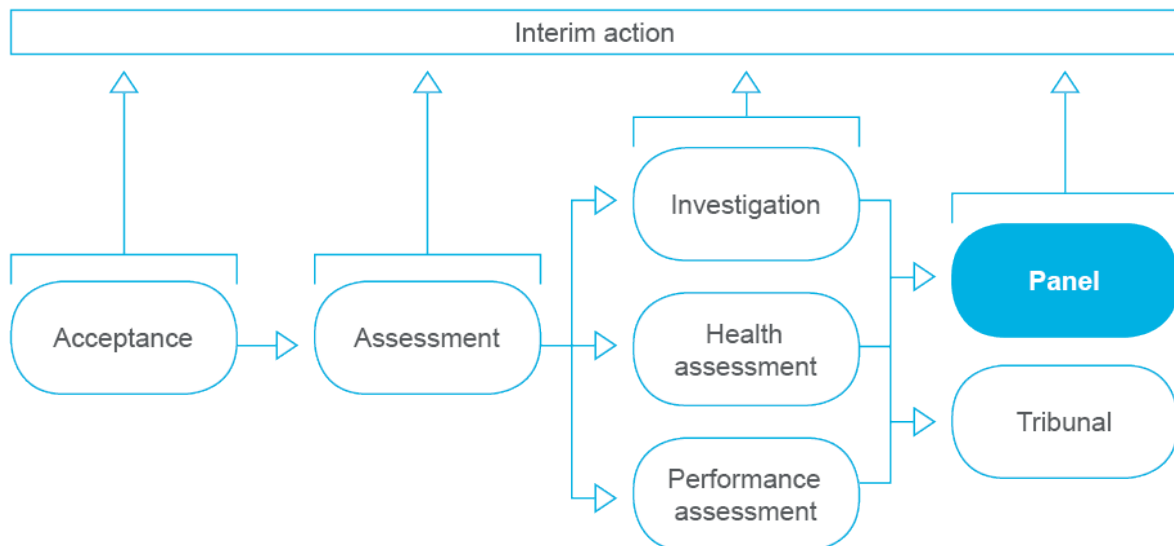 Interim action
Acceptance
Assessment
Investigation
Health
assessment
Performance
assessment
Panel
Tribunal